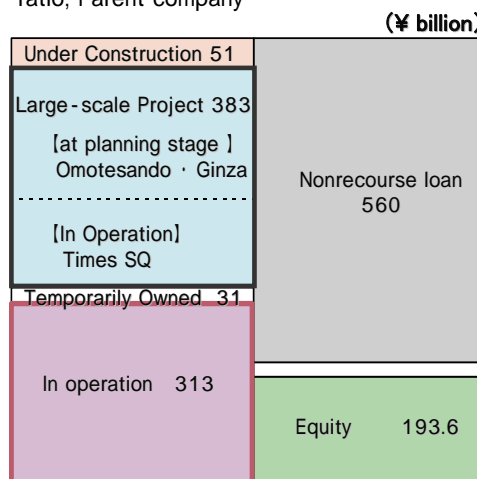 ratio, Parent company
(¥ billion)
Under Construction 51
Large-scale Project 383
【at planning stage】
Omotesando・Ginza
【In Operation】
Times SQ
Temporarily Owned 31
In operation 313
Nonrecourse loan
560
Equity 193.6